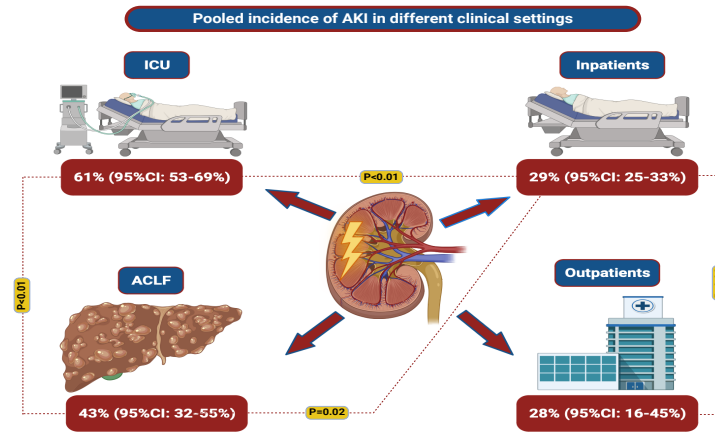 Pooled incidence of AKI in different clinical settings
ICU
Inpatients
61% (95%CI: 53-69%)
P<0.01
29% (95%CI: 25-33%)
P<0.01
ACLF
Outpatients
43% (95%CI: 32-55%)
P=0.02
28% (95%CI: 16-45%)